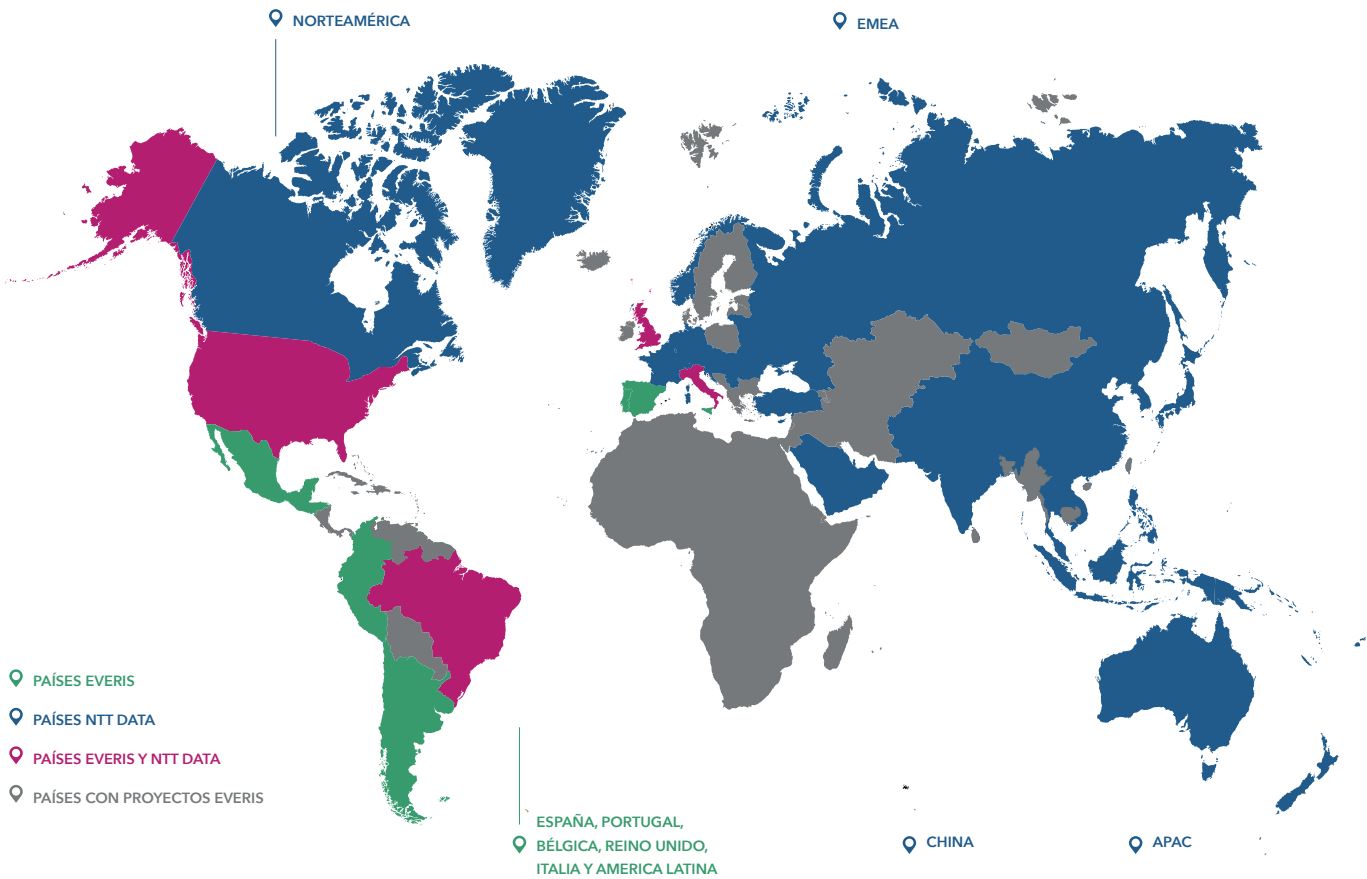 NORTEAMÉRICA
EMEA
PAÍSES EVERIS
PAÍSES NTT DATA
PAÍSES EVERIS Y NTT DATA
PAÍSES CON PROYECTOS EVERIS
ESPAÑA, PORTUGAL,
BÉLGICA, REINO UNIDO,
ITALIA Y AMERICA LATINA
CHINA
APAC